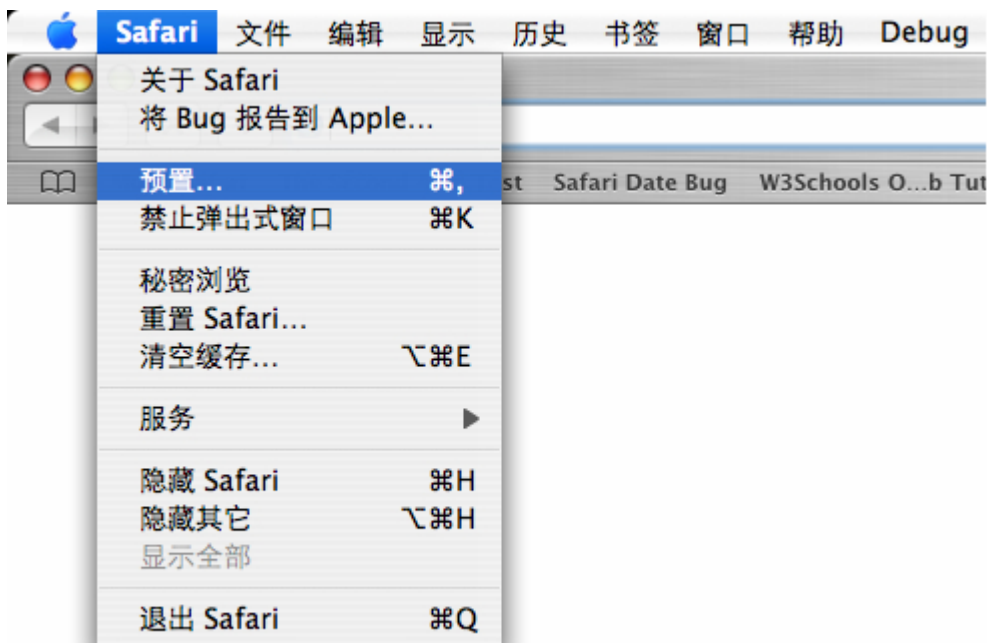 Safari 文件 编辑 显示 历史 书签 窗口 帮助 Debug
关于 Safari
将 Bug 报告到 Apple...
预置... ⌘,
st Safari Date Bug W3Schools O...b Tut
禁止弹出式窗口 ⌘K
秘密浏览
重置 Safari...
清空缓存... ⌥⌘E
服务 ▶
隐藏 Safari ⌘H
隐藏其它 ⌥⌘H
显示全部
退出 Safari ⌘Q